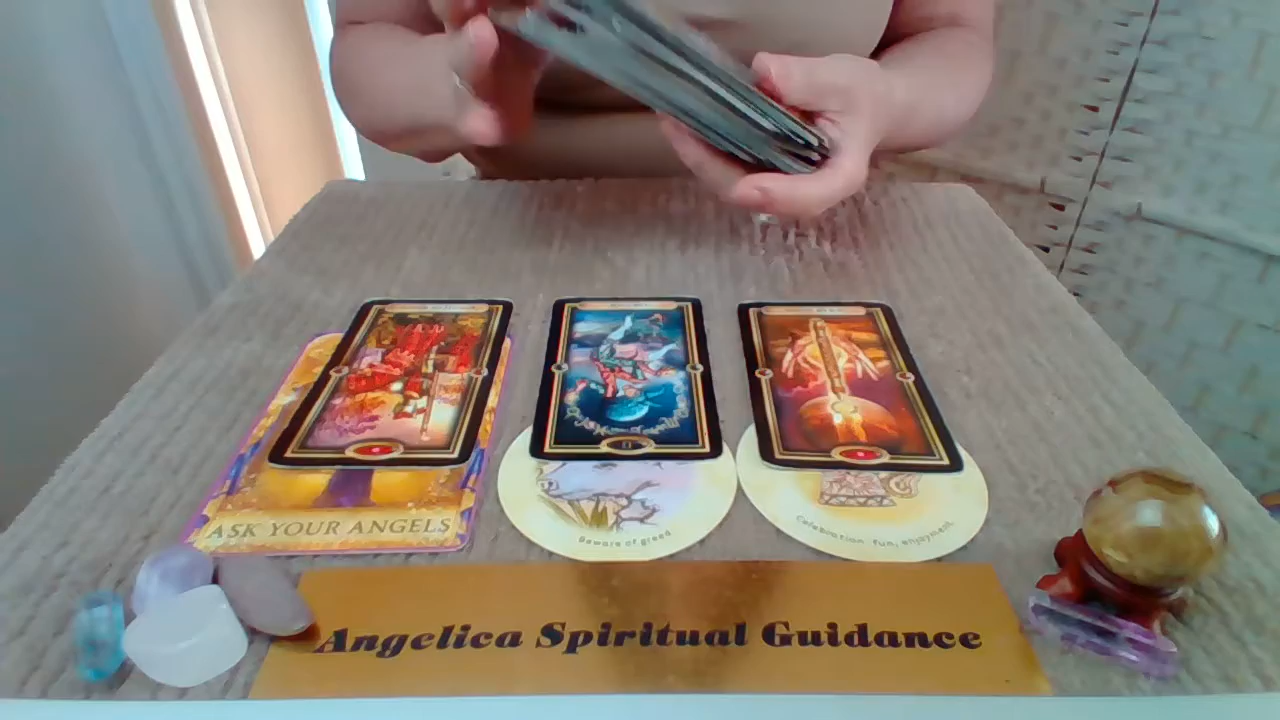 ASK YOUR ANGELS
Beware of greed
Celebration fun, enjoyment
Angelica Spiritual Guidance